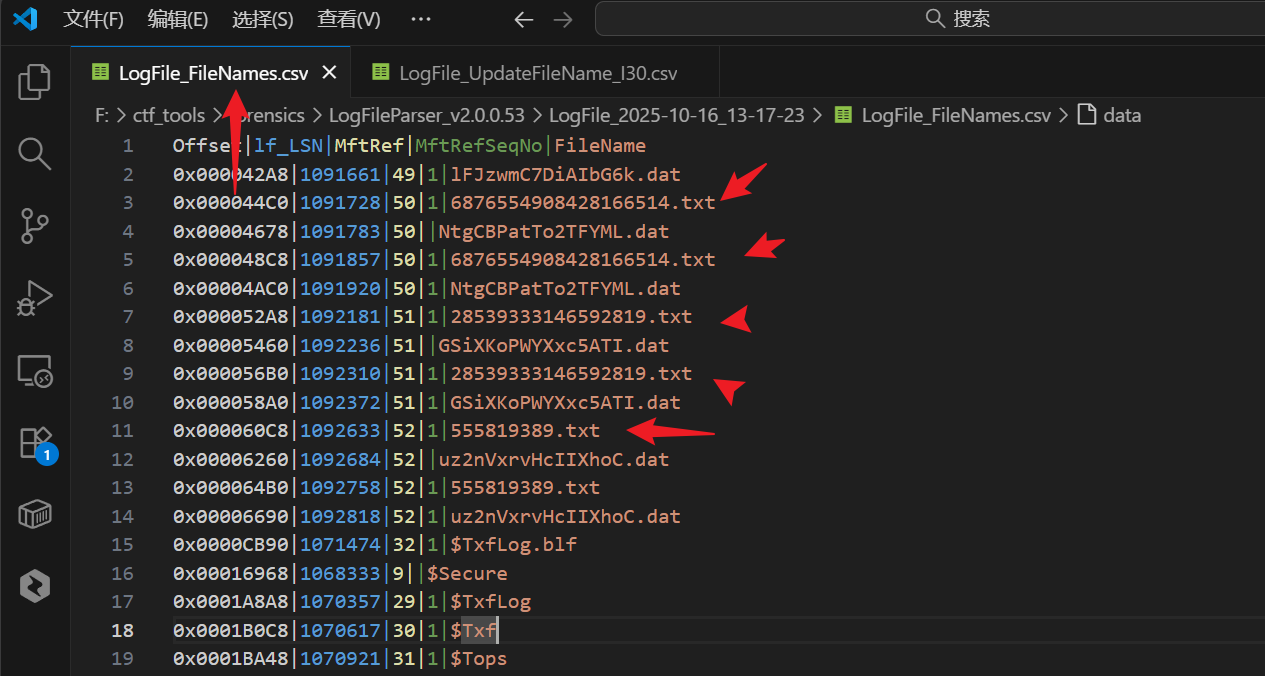 文件(F) 编辑(E) 选择(S) 查看(V) ··· 搜索
LogFile_FileNames.csv LogFile_UpdateFileName_I30.csv
F: > ctf_tools > orensics > LogFileParser_v2.0.0.53 > LogFile_2025-10-16_13-17-23 > LogFile_FileNames.csv > data
1 Offset|lf_LSN|MftRef|MftRefSeqNo|FileName
2 0x000042A8|1091661|49|1|lFJzwmC7DiAIbG6k.dat
3 0x000044C0|1091728|50|1|6876554908428166514.txt
4 0x00004678|1091783|50||NtgCBPatTo2TFYML.dat
5 0x000048C8|1091857|50|1|6876554908428166514.txt
6 0x00004AC0|1091920|50|1|NtgCBPatTo2TFYML.dat
7 0x000052A8|1092181|51|1|28539333146592819.txt
8 0x00005460|1092236|51||GSiXKoPWYXxc5ATI.dat
9 0x000056B0|1092310|51|1|28539333146592819.txt
10 0x000058A0|1092372|51|1|GSiXKoPWYXxc5ATI.dat
11 0x000060C8|1092633|52|1|555819389.txt
12 0x00006260|1092684|52||uz2nVxrvHcIIXhoC.dat
13 0x000064B0|1092758|52|1|555819389.txt
14 0x00006690|1092818|52|1|uz2nVxrvHcIIXhoC.dat
15 0x0000CB90|1071474|32|1|$TxfLog.blf
16 0x00016968|1068333|9||$Secure
17 0x0001A8A8|1070357|29|1|$TxfLog
18 0x0001B0C8|1070617|30|1|$Txf
19 0x0001BA48|1070921|31|1|$Tops
1